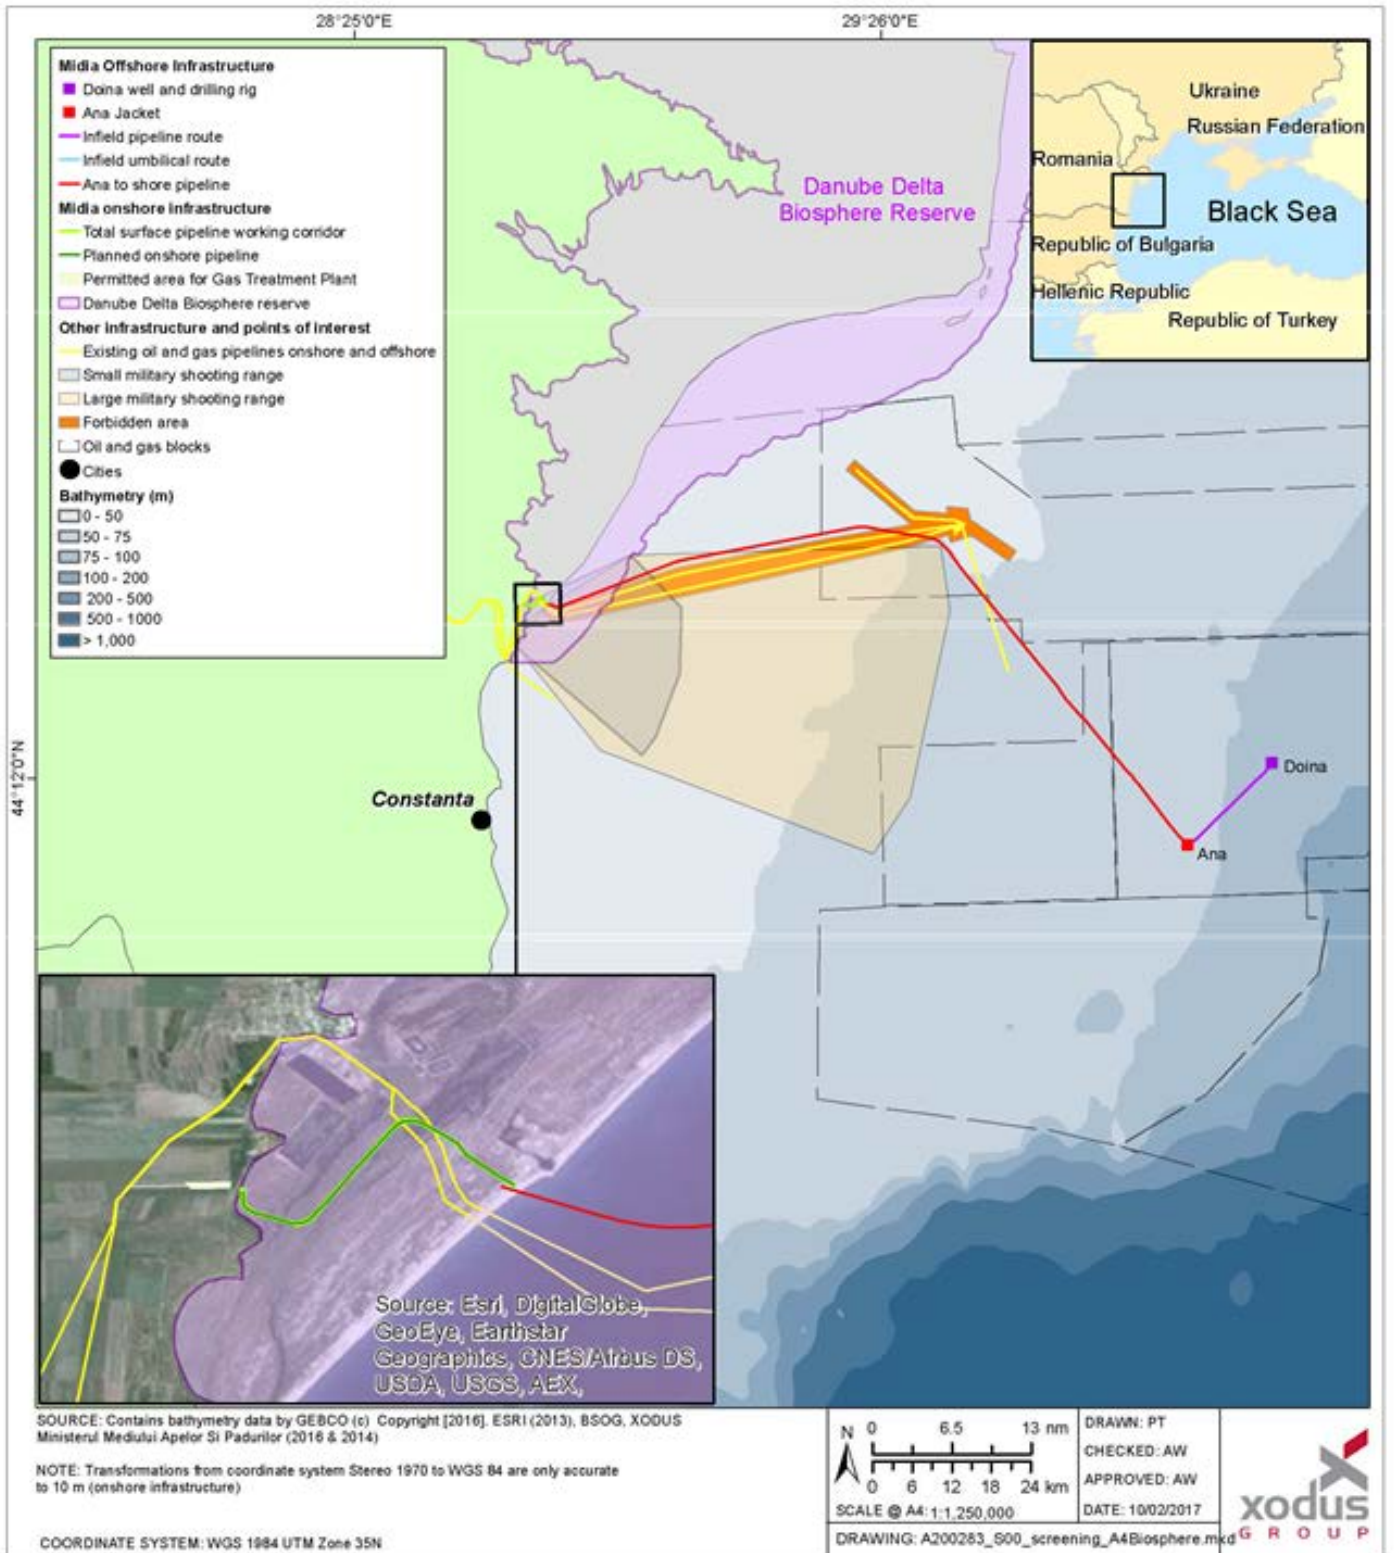 28°25'0"E
29°26'0"E
Midia Offshore Infrastructure
Doina well and drilling rig
Ana Jacket
Infield pipeline route
Infield umbilical route
Ana to shore pipeline
Midia onshore infrastructure
Total surface pipeline working corridor
Planned onshore pipeline
Permitted area for Gas Treatment Plant
Danube Delta Biosphere reserve
Other infrastructure and points of interest
Existing oil and gas pipelines onshore and offshore
Small military shooting range
Large military shooting range
Forbidden area
Oil and gas blocks
Cities
Bathymetry (m)
0 - 50
50 - 75
75 - 100
100 - 200
200 - 500
500 - 1000
> 1,000
Danube Delta
Biosphere Reserve
Ukraine
Russian Federation
Romania
Black Sea
Republic of Bulgaria
Hellenic Republic
Republic of Turkey
44°12'0"N
Constanta
Doina
Ana
Source: Esri, DigitalGlobe,
GeoEye, Earthstar
Geographics, CNES/Airbus DS,
USDA, USGS, AEX,
SOURCE: Contains bathymetry data by GEBCO (c) Copyright [2016]. ESRI (2013), BSOG, XODUS
Ministerul Mediului Apelor Si Padurilor (2016 & 2014)
NOTE: Transformations from coordinate system Stereo 1970 to WGS 84 are only accurate
to 10 m (onshore infrastructure)
COORDINATE SYSTEM: WGS 1984 UTM Zone 35N
N
0 6.5 13 nm
0 6 12 18 24 km
SCALE @ A4: 1:1,250,000
DRAWN: PT
CHECKED: AW
APPROVED: AW
DATE: 10/02/2017
DRAWING: A200283_S00_screening_A4Biosphere.mxd
xodus
GROUP